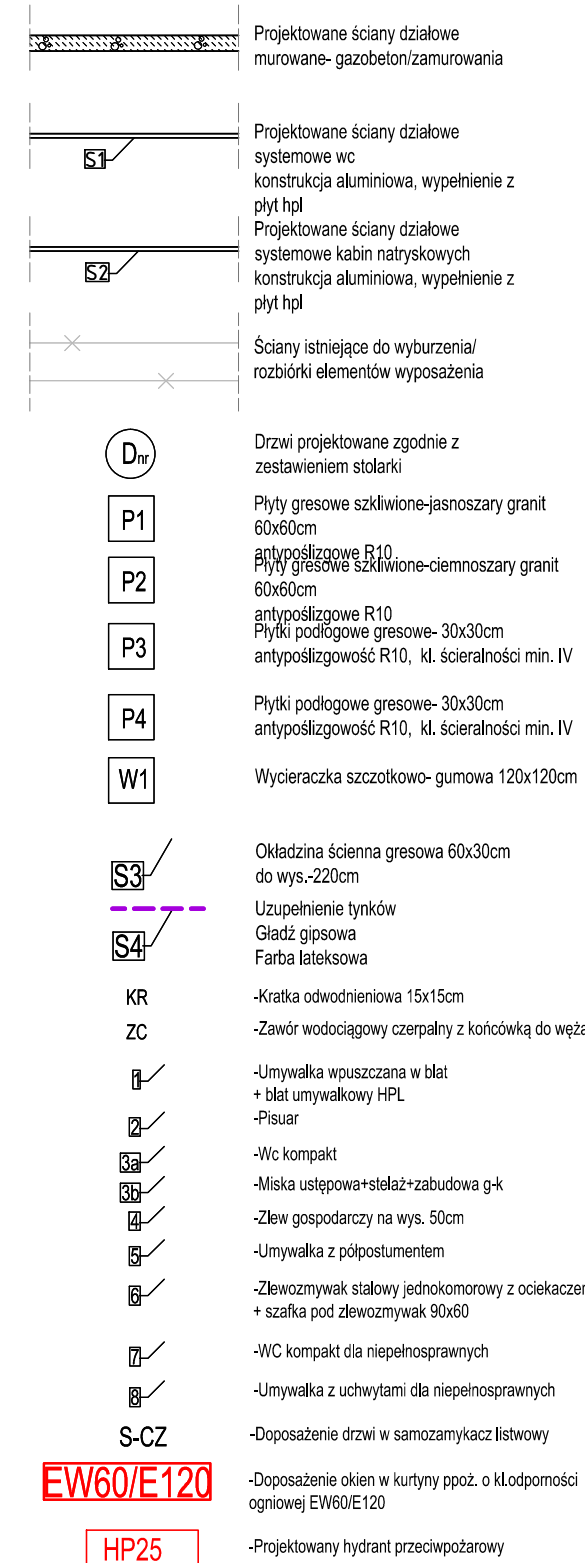 Projektowane ściany działowe
murowane- gazobeton/zamurowania
S1
Projektowane ściany działowe
systemowe wc
konstrukcja aluminiowa, wypełnienie z
płyt hpl
S2
Projektowane ściany działowe
systemowe kabin natryskowych
konstrukcja aluminiowa, wypełnienie z
płyt hpl
Ściany istniejące do wyburzenia/
rozbiórki elementów wyposażenia
Dnr
Drzwi projektowane zgodnie z
zestawieniem stolarki
P1
Płyty gresowe szkliwione-jasnoszary granit
60x60cm
antypoślizgowe R10
P2
Płyty gresowe szkliwione-ciemnoszary granit
60x60cm
antypoślizgowe R10
P3
Płytki podłogowe gresowe- 30x30cm
antypoślizgowość R10, kl. ścieralności min. IV
P4
Płytki podłogowe gresowe- 30x30cm
antypoślizgowość R10, kl. ścieralności min. IV
W1
Wycieraczka szczotkowo- gumowa 120x120cm
S3
Okładzina ścienna gresowa 60x30cm
do wys.-220cm
S4
Uzupełnienie tynków
Gładź gipsowa
Farba lateksowa
KR
-Kratka odwodnieniowa 15x15cm
ZC
-Zawór wodociągowy czerpalny z końcówką do węża
1
-Umywalka wpuszczana w blat
+ blat umywalkowy HPL
2
-Pisuar
3a
-Wc kompakt
3b
-Miska ustępowa+stelaż+zabudowa g-k
4
-Zlew gospodarczy na wys. 50cm
5
-Umywalka z półpostumentem
6
-Zlewozmywak stalowy jednokomorowy z ociekaczem
+ szafka pod zlewozmywak 90x60
7
-WC kompakt dla niepełnosprawnych
8
-Umywalka z uchwytami dla niepełnosprawnych
S-CZ
-Doposażenie drzwi w samozamykacz listwowy
EW60/E120
-Doposażenie okien w kurtyny ppoż. o kl.odporności
ogniowej EW60/E120
HP25
-Projektowany hydrant przeciwpożarowy